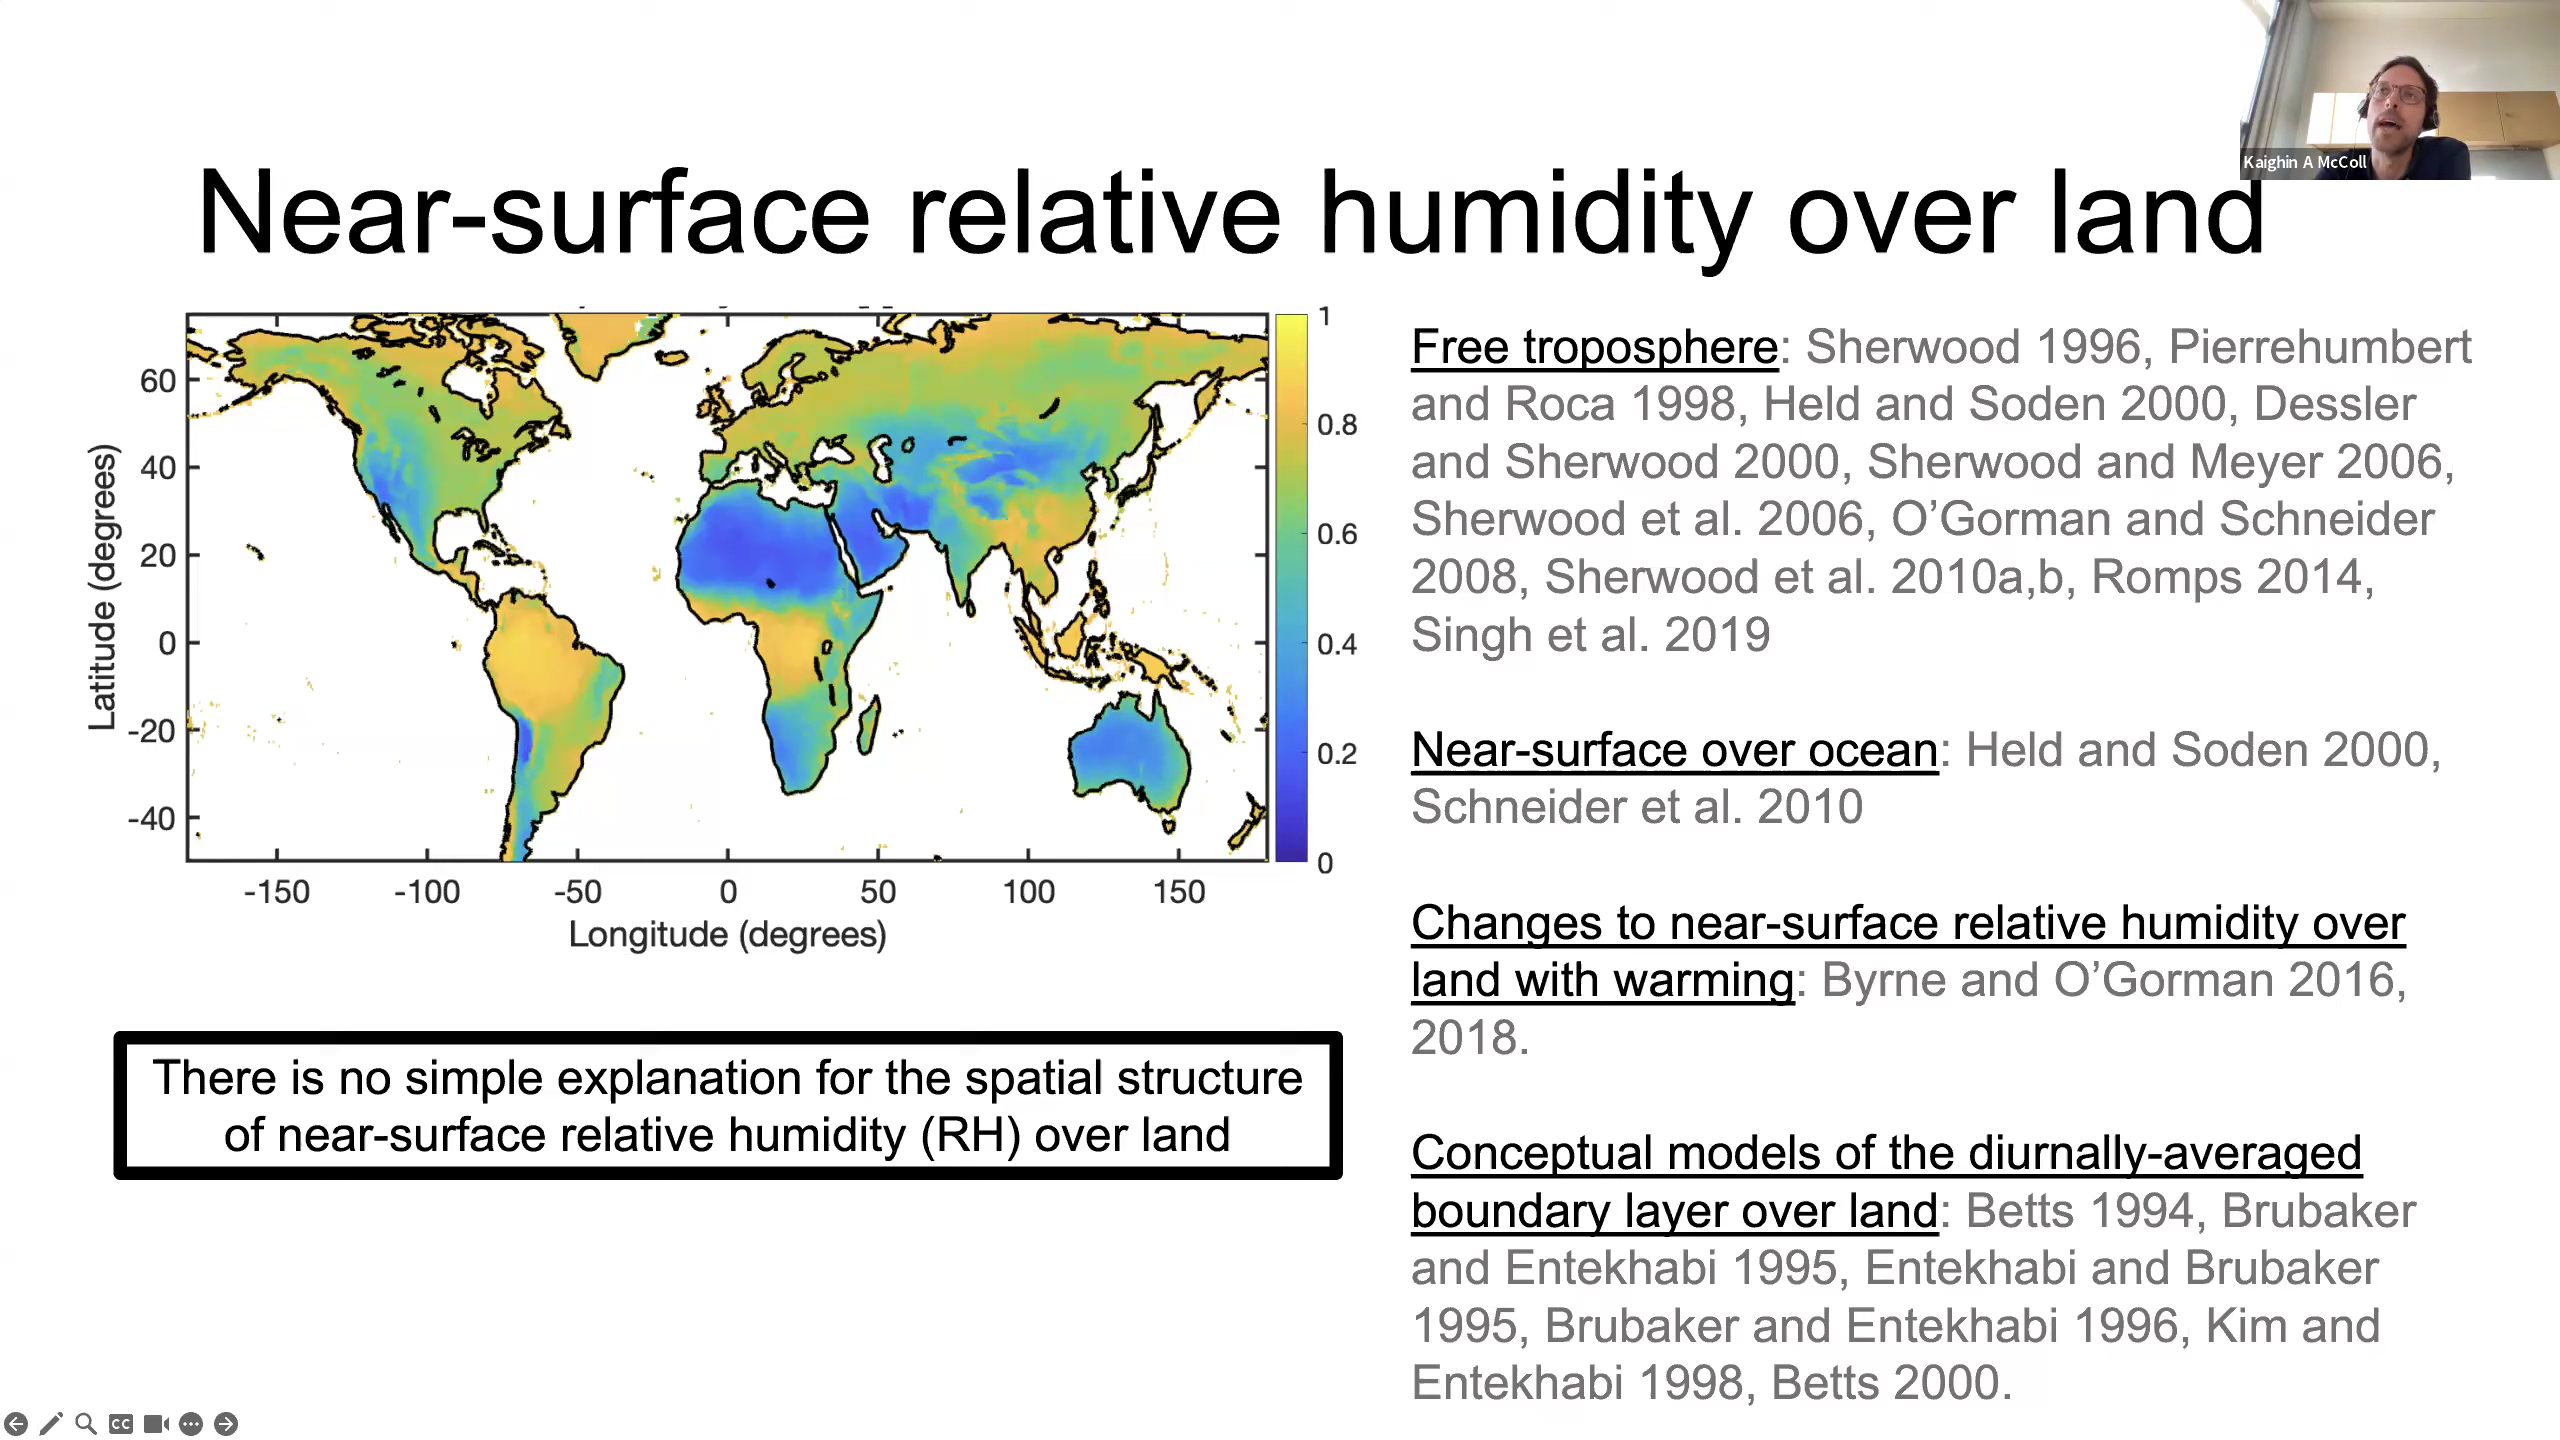 Kaighin A McColl
Near-surface relative humidity over land
60
40
20
0
-20
-40
Latitude (degrees)
-150
-100
-50
0
50
100
150
Longitude (degrees)
1
0.8
0.6
0.4
0.2
0
There is no simple explanation for the spatial structure
of near-surface relative humidity (RH) over land
Free troposphere: Sherwood 1996, Pierrehumbert
and Roca 1998, Held and Soden 2000, Dessler
and Sherwood 2000, Sherwood and Meyer 2006,
Sherwood et al. 2006, O’Gorman and Schneider
2008, Sherwood et al. 2010a,b, Romps 2014,
Singh et al. 2019
Near-surface over ocean: Held and Soden 2000,
Schneider et al. 2010
Changes to near-surface relative humidity over
land with warming: Byrne and O’Gorman 2016,
2018.
Conceptual models of the diurnally-averaged
boundary layer over land: Betts 1994, Brubaker
and Entekhabi 1995, Entekhabi and Brubaker
1995, Brubaker and Entekhabi 1996, Kim and
Entekhabi 1998, Betts 2000.
CC